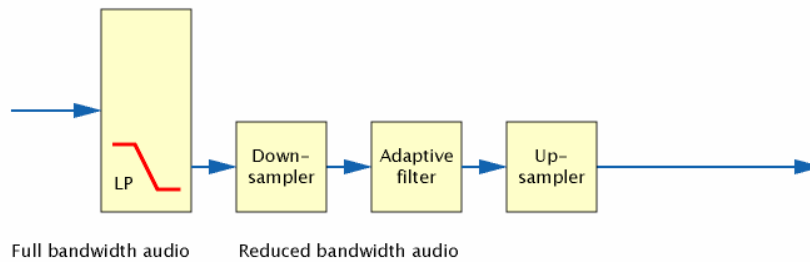 LP
Down-
sampler
Adaptive
filter
Up-
sampler
Full bandwidth audio
Reduced bandwidth audio